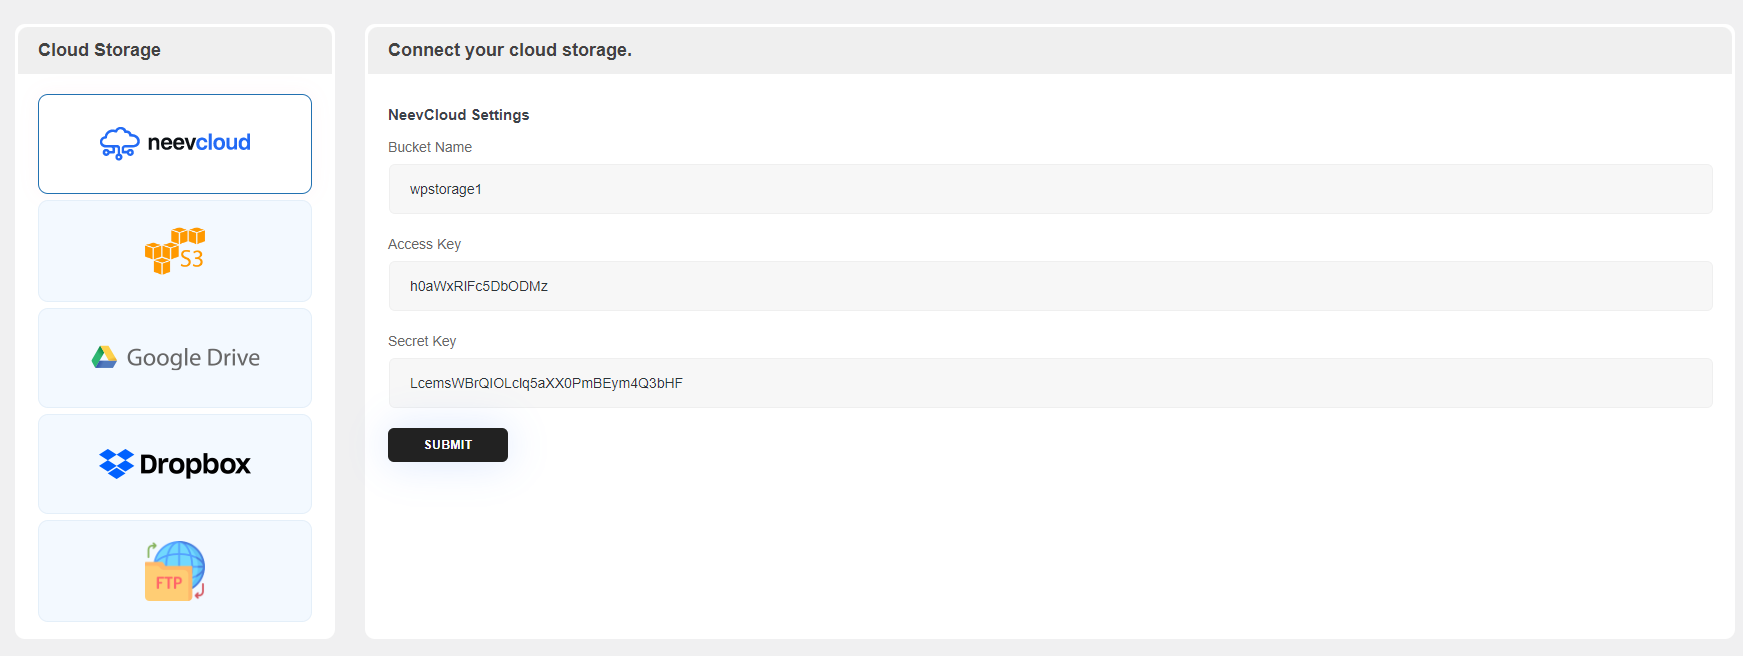 Cloud Storage
neevcloud
S3
Google Drive
Dropbox
FTP
Connect your cloud storage.
NeevCloud Settings
Bucket Name
wpstorage1
Access Key
h0aWxRIFc5DbODMz
Secret Key
LcemsWBrQIOLcIq5aXX0PmBEym4Q3bHF
SUBMIT